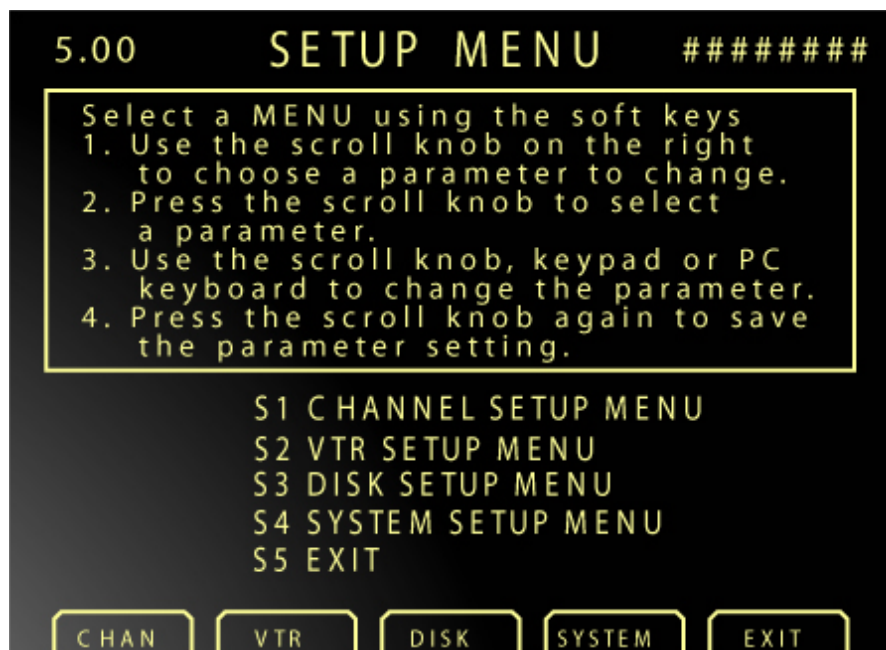 5.00 SETUP MENU ########
Select a MENU using the soft keys
1. Use the scroll knob on the right
to choose a parameter to change.
2. Press the scroll knob to select
a parameter.
3. Use the scroll knob, keypad or PC
keyboard to change the parameter.
4. Press the scroll knob again to save
the parameter setting.
S1 CHANNEL SETUP MENU
S2 VTR SETUP MENU
S3 DISK SETUP MENU
S4 SYSTEM SETUP MENU
S5 EXIT
CHAN VTR DISK SYSTEM EXIT